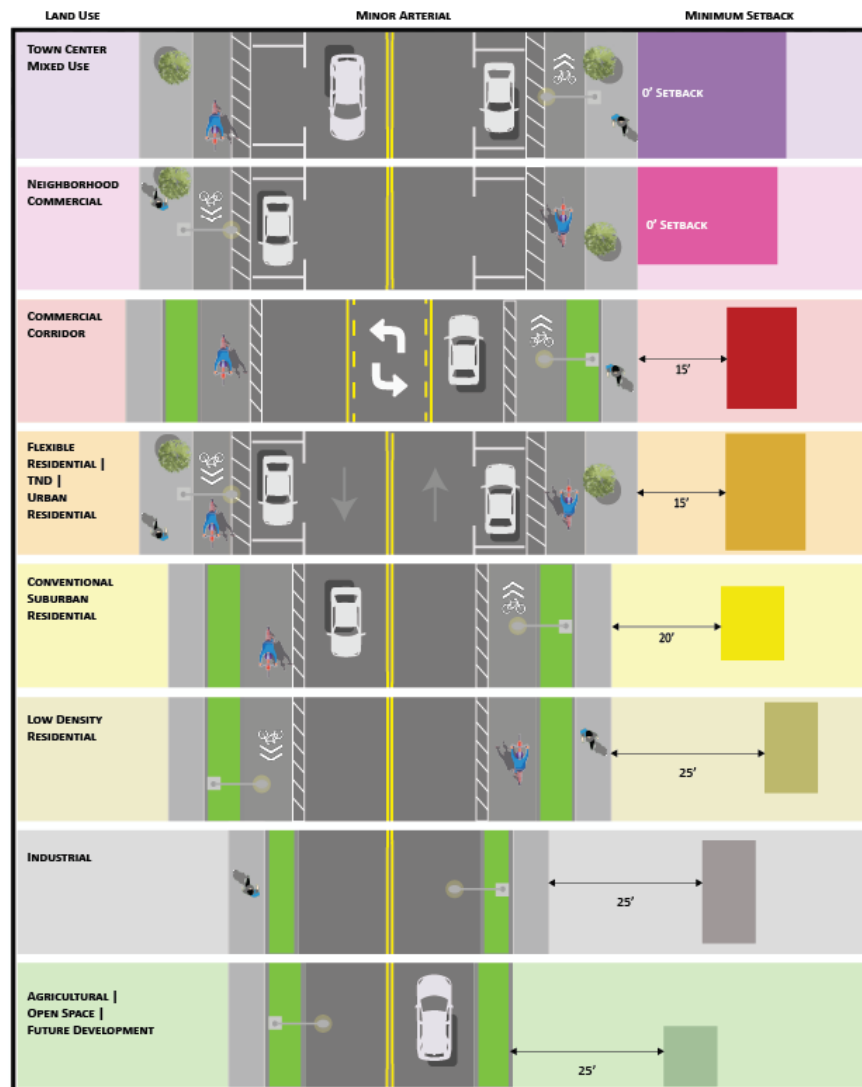 LAND USE
MINOR ARTERIAL
MINIMUM SETBACK
TOWN CENTER
MIXED USE
0' SETBACK
NEIGHBORHOOD
COMMERCIAL
0' SETBACK
COMMERCIAL
CORRIDOR
15'
FLEXIBLE
RESIDENTIAL |
TND |
URBAN
RESIDENTIAL
15'
CONVENTIONAL
SUBURBAN
RESIDENTIAL
20'
LOW DENSITY
RESIDENTIAL
25'
INDUSTRIAL
25'
AGRICULTURAL |
OPEN SPACE |
FUTURE DEVELOPMENT
25'